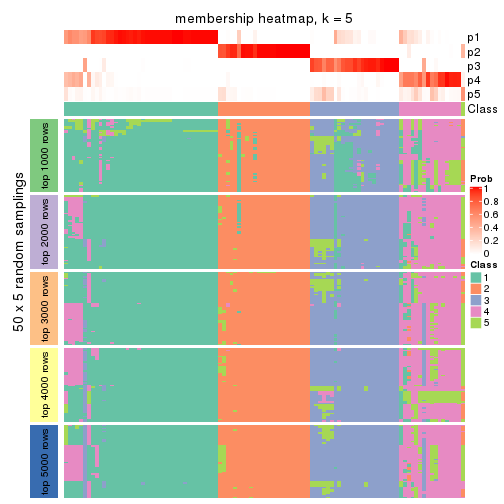 membership heatmap, k = 5
p1
p2
p3
p4
p5
Class
50 x 5 random samplings
top 1000 rows
top 2000 rows
top 3000 rows
top 4000 rows
top 5000 rows
Prob
1
0.8
0.6
0.4
0.2
0
Class
1
2
3
4
5